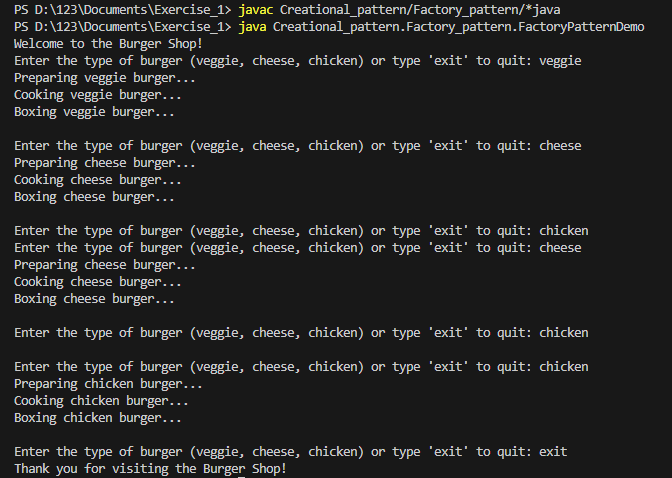 PS D:\123\Documents\Exercise_1> javac Creational_pattern/Factory_pattern/*java
PS D:\123\Documents\Exercise_1> java Creational_pattern.Factory_pattern.FactoryPatternDemo
Welcome to the Burger Shop!
Enter the type of burger (veggie, cheese, chicken) or type 'exit' to quit: veggie
Preparing veggie burger...
Cooking veggie burger...
Boxing veggie burger...

Enter the type of burger (veggie, cheese, chicken) or type 'exit' to quit: cheese
Preparing cheese burger...
Cooking cheese burger...
Boxing cheese burger...

Enter the type of burger (veggie, cheese, chicken) or type 'exit' to quit: chicken
Enter the type of burger (veggie, cheese, chicken) or type 'exit' to quit: cheese
Preparing cheese burger...
Cooking cheese burger...
Boxing cheese burger...

Enter the type of burger (veggie, cheese, chicken) or type 'exit' to quit: chicken

Enter the type of burger (veggie, cheese, chicken) or type 'exit' to quit: chicken
Preparing chicken burger...
Cooking chicken burger...
Boxing chicken burger...

Enter the type of burger (veggie, cheese, chicken) or type 'exit' to quit: exit
Thank you for visiting the Burger Shop!